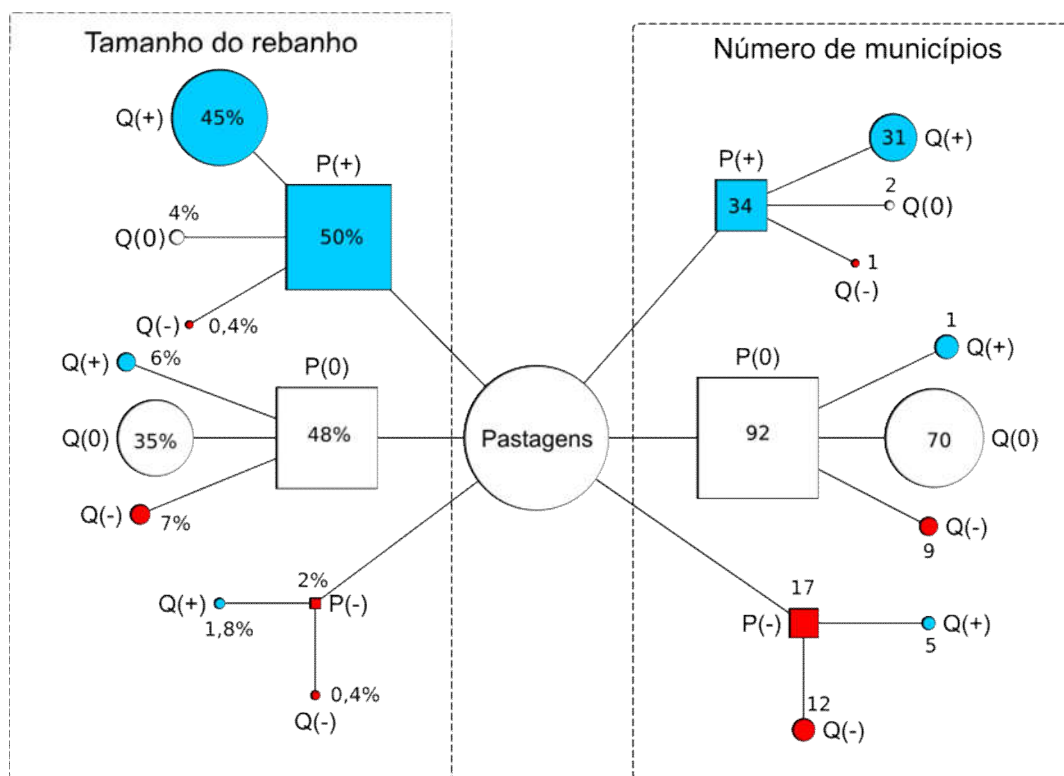 Tamanho do rebanho
Q(+)
45%
P(+)
50%
4%
Q(0)
Q(-)
0,4%
Q(+)
6%
P(0)
48%
Q(0)
35%
Q(-)
7%
2%
P(-)
Q(+)
1,8%
0,4%
Q(-)
Pastagens
Número de municípios
P(+)
34
31
Q(+)
2
Q(0)
1
Q(-)
1
Q(+)
P(0)
92
70
Q(0)
Q(-)
9
17
P(-)
Q(+)
5
12
Q(-)